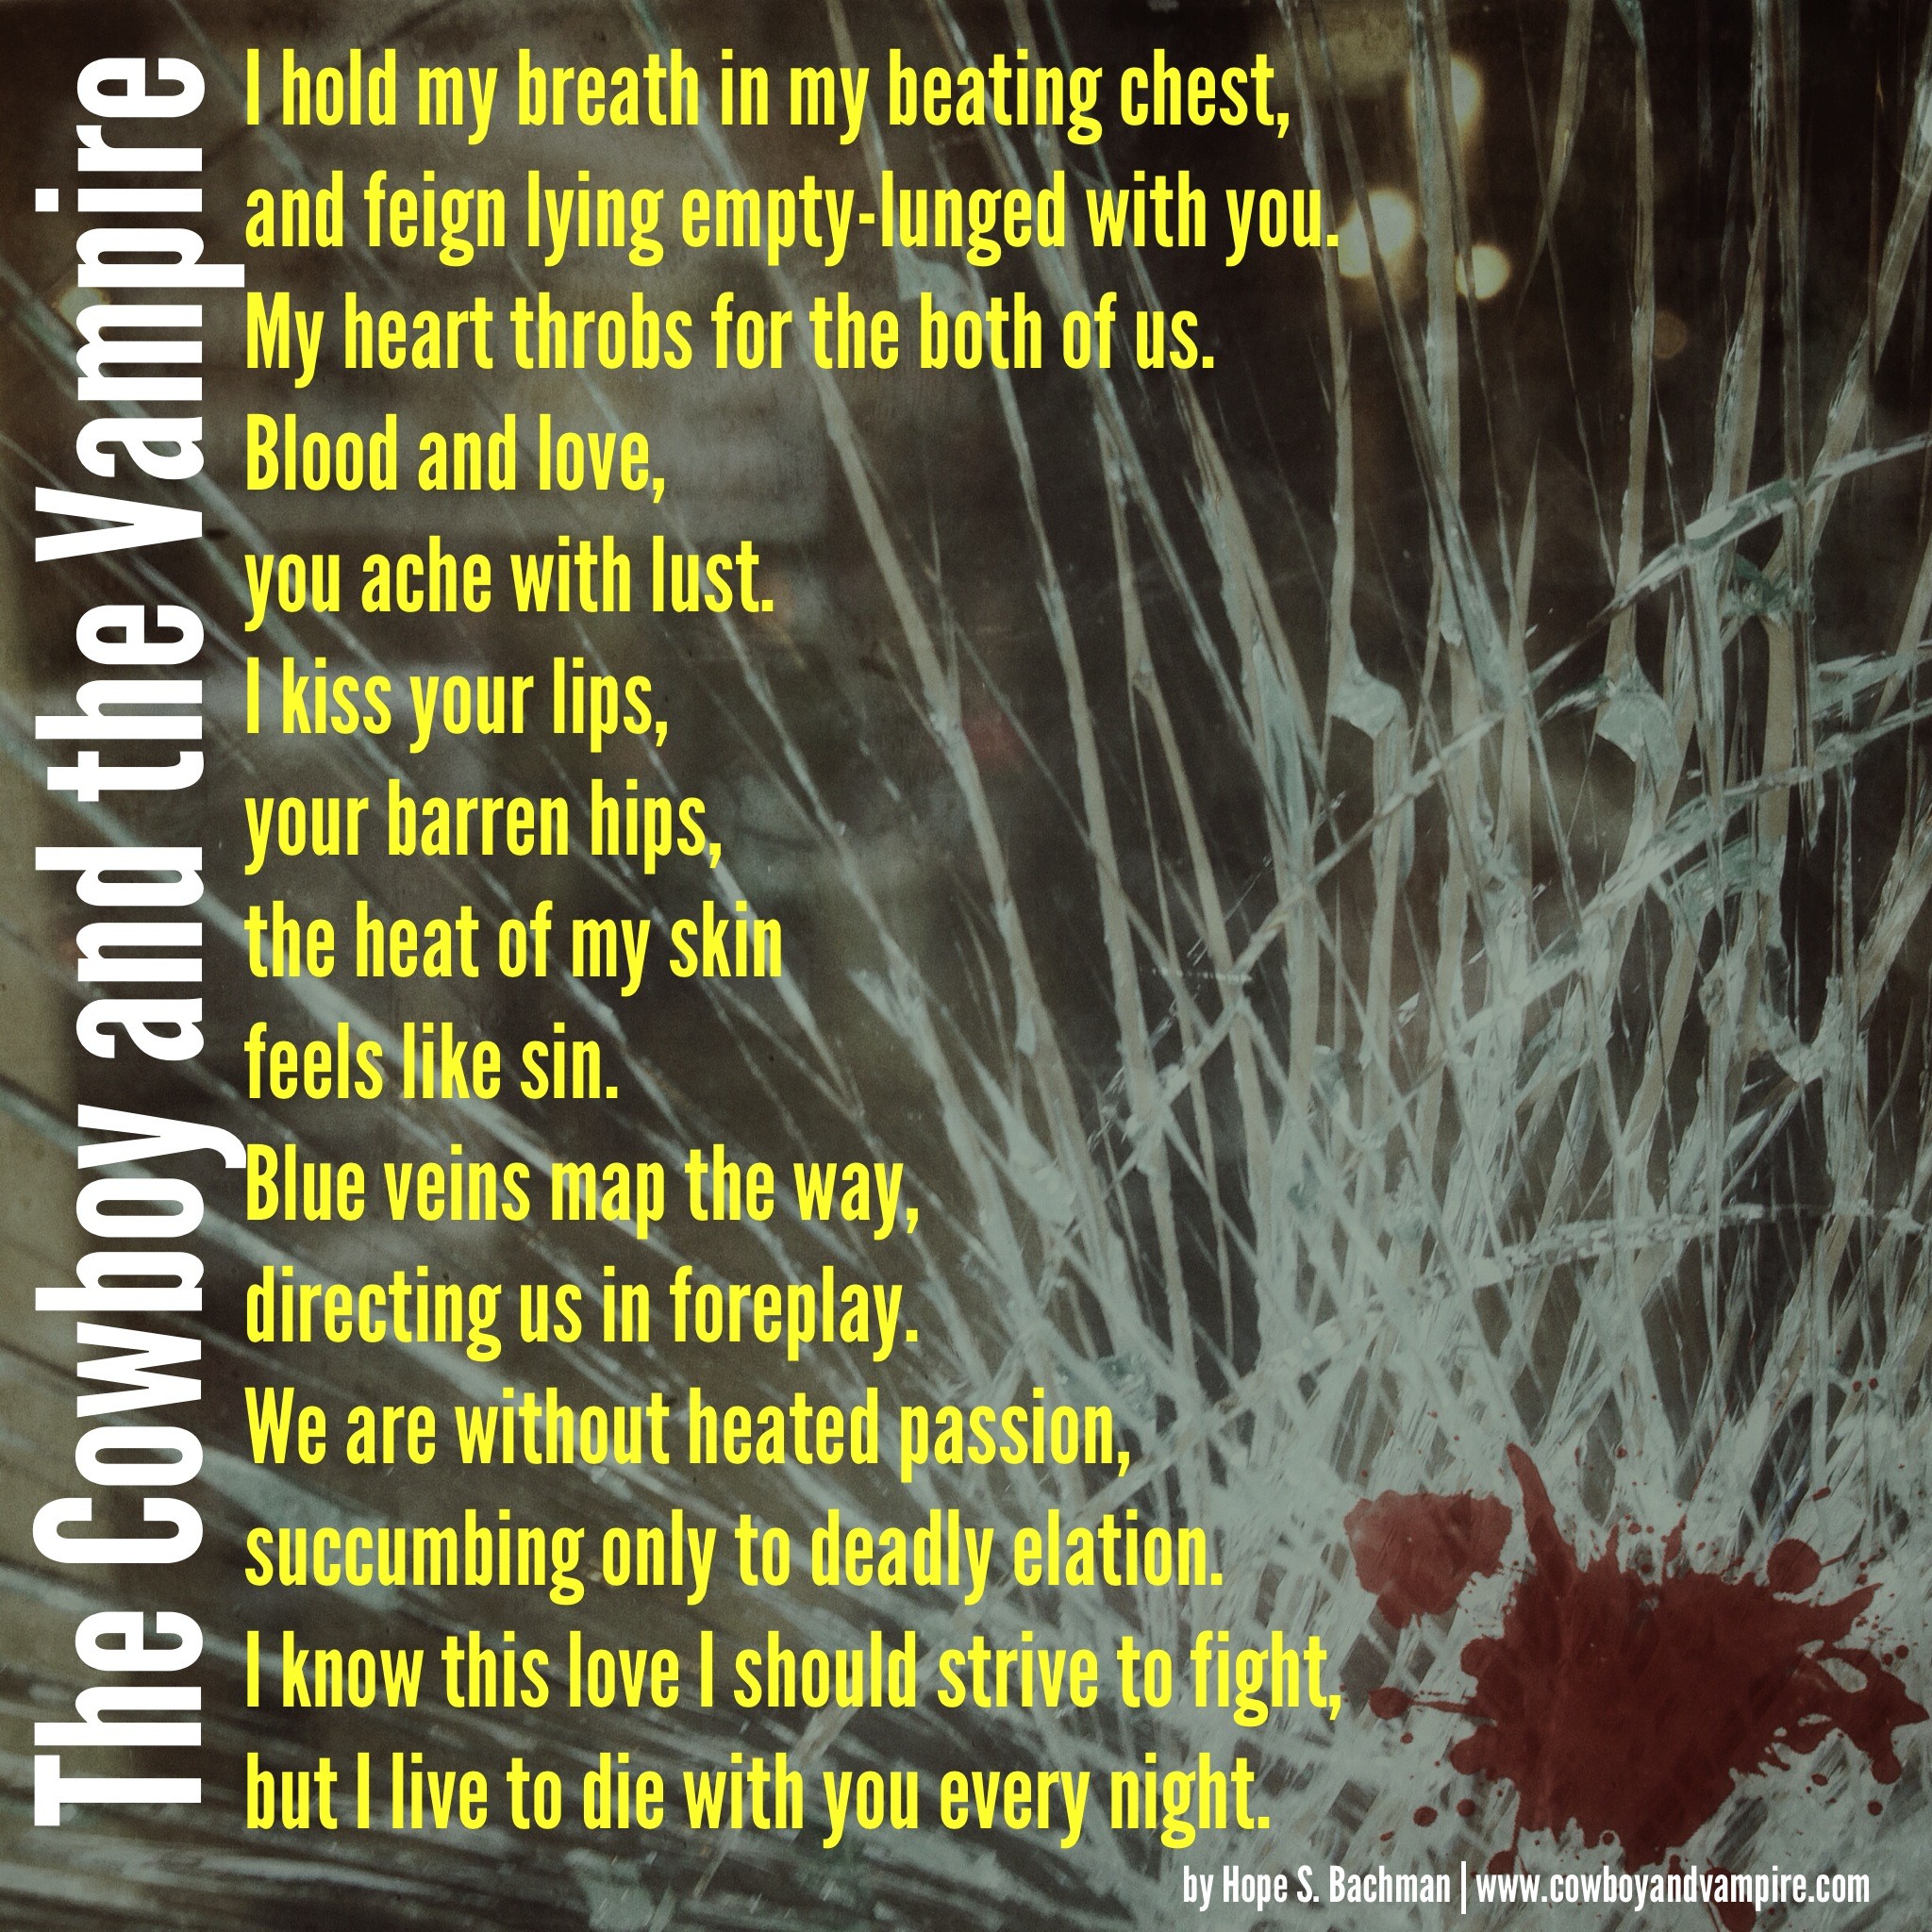 The Cowboy and the Vampire
I hold my breath in my beating chest,
and feign lying empty-lunged with you.
My heart throbs for the both of us.
Blood and love,
you ache with lust.
I kiss your lips,
your barren hips,
the heat of my skin
feels like sin.
Blue veins map the way,
directing us in foreplay.
We are without heated passion,
succumbing only to deadly elation.
I know this love I should strive to fight,
but I live to die with you every night.
by Hope S. Bachman | www.cowboyandvampire.com